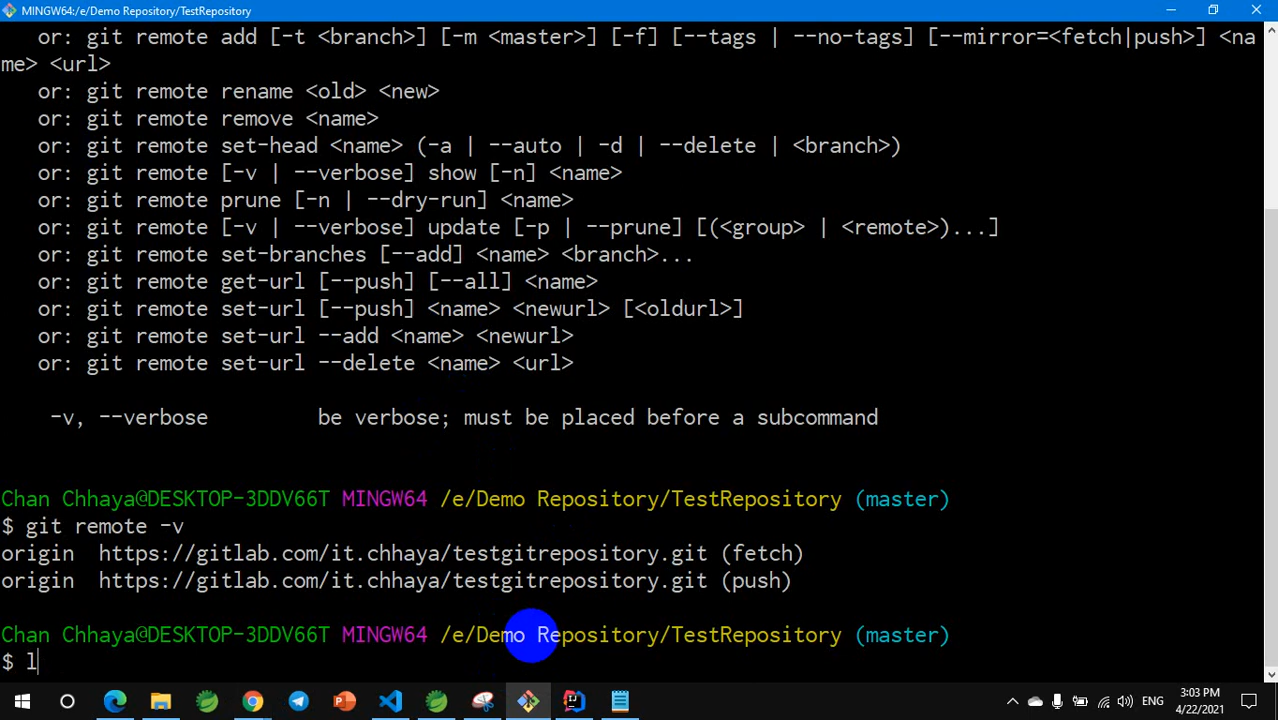 MINGW64:/e/Demo Repository/TestRepository
or: git remote add [-t <branch>] [-m <master>] [-f] [--tags | --no-tags] [--mirror=<fetch|push>] <na
me> <url>
or: git remote rename <old> <new>
or: git remote remove <name>
or: git remote set-head <name> (-a | --auto | -d | --delete | <branch>)
or: git remote [-v | --verbose] show [-n] <name>
or: git remote prune [-n | --dry-run] <name>
or: git remote [-v | --verbose] update [-p | --prune] [(<group> | <remote>)...]
or: git remote set-branches [--add] <name> <branch>...
or: git remote get-url [--push] [--all] <name>
or: git remote set-url [--push] <name> <newurl> [<oldurl>]
or: git remote set-url --add <name> <newurl>
or: git remote set-url --delete <name> <url>
-v, --verbose be verbose; must be placed before a subcommand
Chan Chhaya@DESKTOP-3DDV66T MINGW64 /e/Demo Repository/TestRepository (master)
$ git remote -v
origin https://gitlab.com/it.chhaya/testgitrepository.git (fetch)
origin https://gitlab.com/it.chhaya/testgitrepository.git (push)
Chan Chhaya@DESKTOP-3DDV66T MINGW64 /e/Demo Repository/TestRepository (master)
$ l
ENG
3:03 PM
4/22/2021